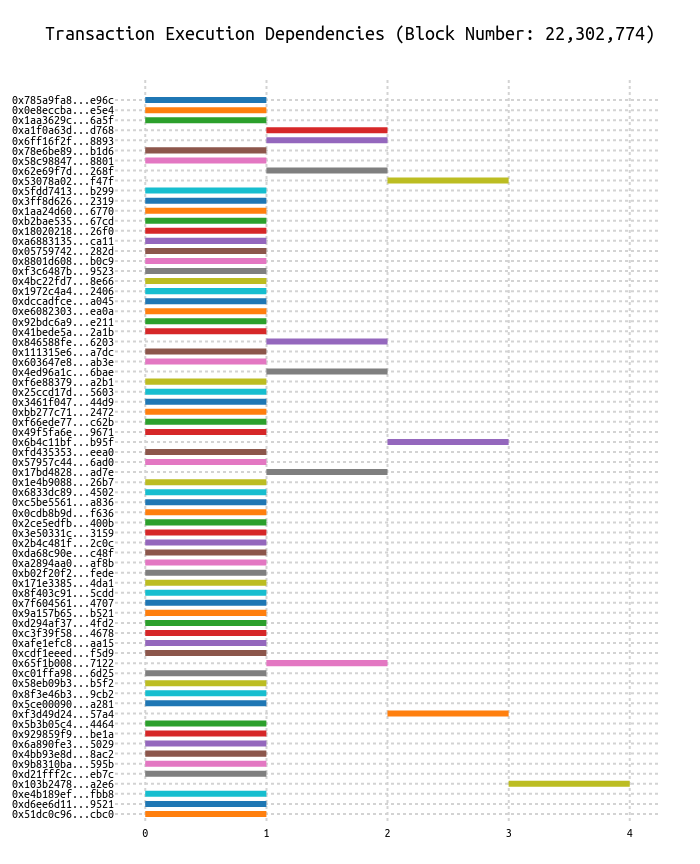 Transaction Execution Dependencies (Block Number: 22,302,774)
0x785a9fa8...e96c
0x0e8eccba...e5e4
0x1aa3629c...6a5f
0xa1f0a63d...d768
0x6ff16f2f...8893
0x78e6be89...b1d6
0x58c98847...8801
0x62e69f7d...268f
0x53078a02...f47f
0x5fdd7413...b299
0x3ff8d626...2319
0x1aa24d60...6770
0xb2bae535...67cd
0x18020218...26f0
0xa6883135...ca11
0x05759742...282d
0x8801d608...b0c9
0xf3c6487b...9523
0x4bc22fd7...8e66
0x1972c4a4...2406
0xdccadfce...a045
0xe6082303...ea0a
0x92bdc6a9...e211
0x41bede5a...2a1b
0x846588fe...6203
0x111315e6...a7dc
0x603647e8...ab3e
0x4ed96a1c...6bae
0xf6e88379...a2b1
0x25ccd17d...5603
0x3461f047...44d9
0xbb277c71...2472
0xf66ede77...c62b
0x49f5fa6e...9671
0x6b4c11bf...b95f
0xfd435353...eea0
0x57957c44...6ad0
0x17bd4828...ad7e
0x1e4b9088...26b7
0x6833dc89...4502
0xc5be5561...a836
0x0cdb8b9d...f636
0x2ce5edfb...400b
0x3e50331c...3159
0x2b4c481f...2c0c
0xda68c90e...c48f
0xa2894aa0...af8b
0xb02f20f2...fede
0x171e3385...4da1
0x8f403c91...5cdd
0x7f604561...4707
0x9a157b65...b521
0xd294af37...4fd2
0xc3f39f58...4678
0xafe1efc8...aa15
0xcdf1eeed...f5d9
0x65f1b008...7122
0xc01ffa98...6d25
0x58eb09b3...b5f2
0x8f3e46b3...9cb2
0x5ce00090...a281
0xf3d49d24...57a4
0x5b3b05c4...4464
0x929859f9...be1a
0x6a890fe3...5029
0x4bb93e8d...8ac2
0x9b8310ba...595b
0xd21fff2c...eb7c
0x103b2478...a2e6
0xe4b189ef...fbb8
0xd6ee6d11...9521
0x51dc0c96...cbc0
0 1 2 3 4